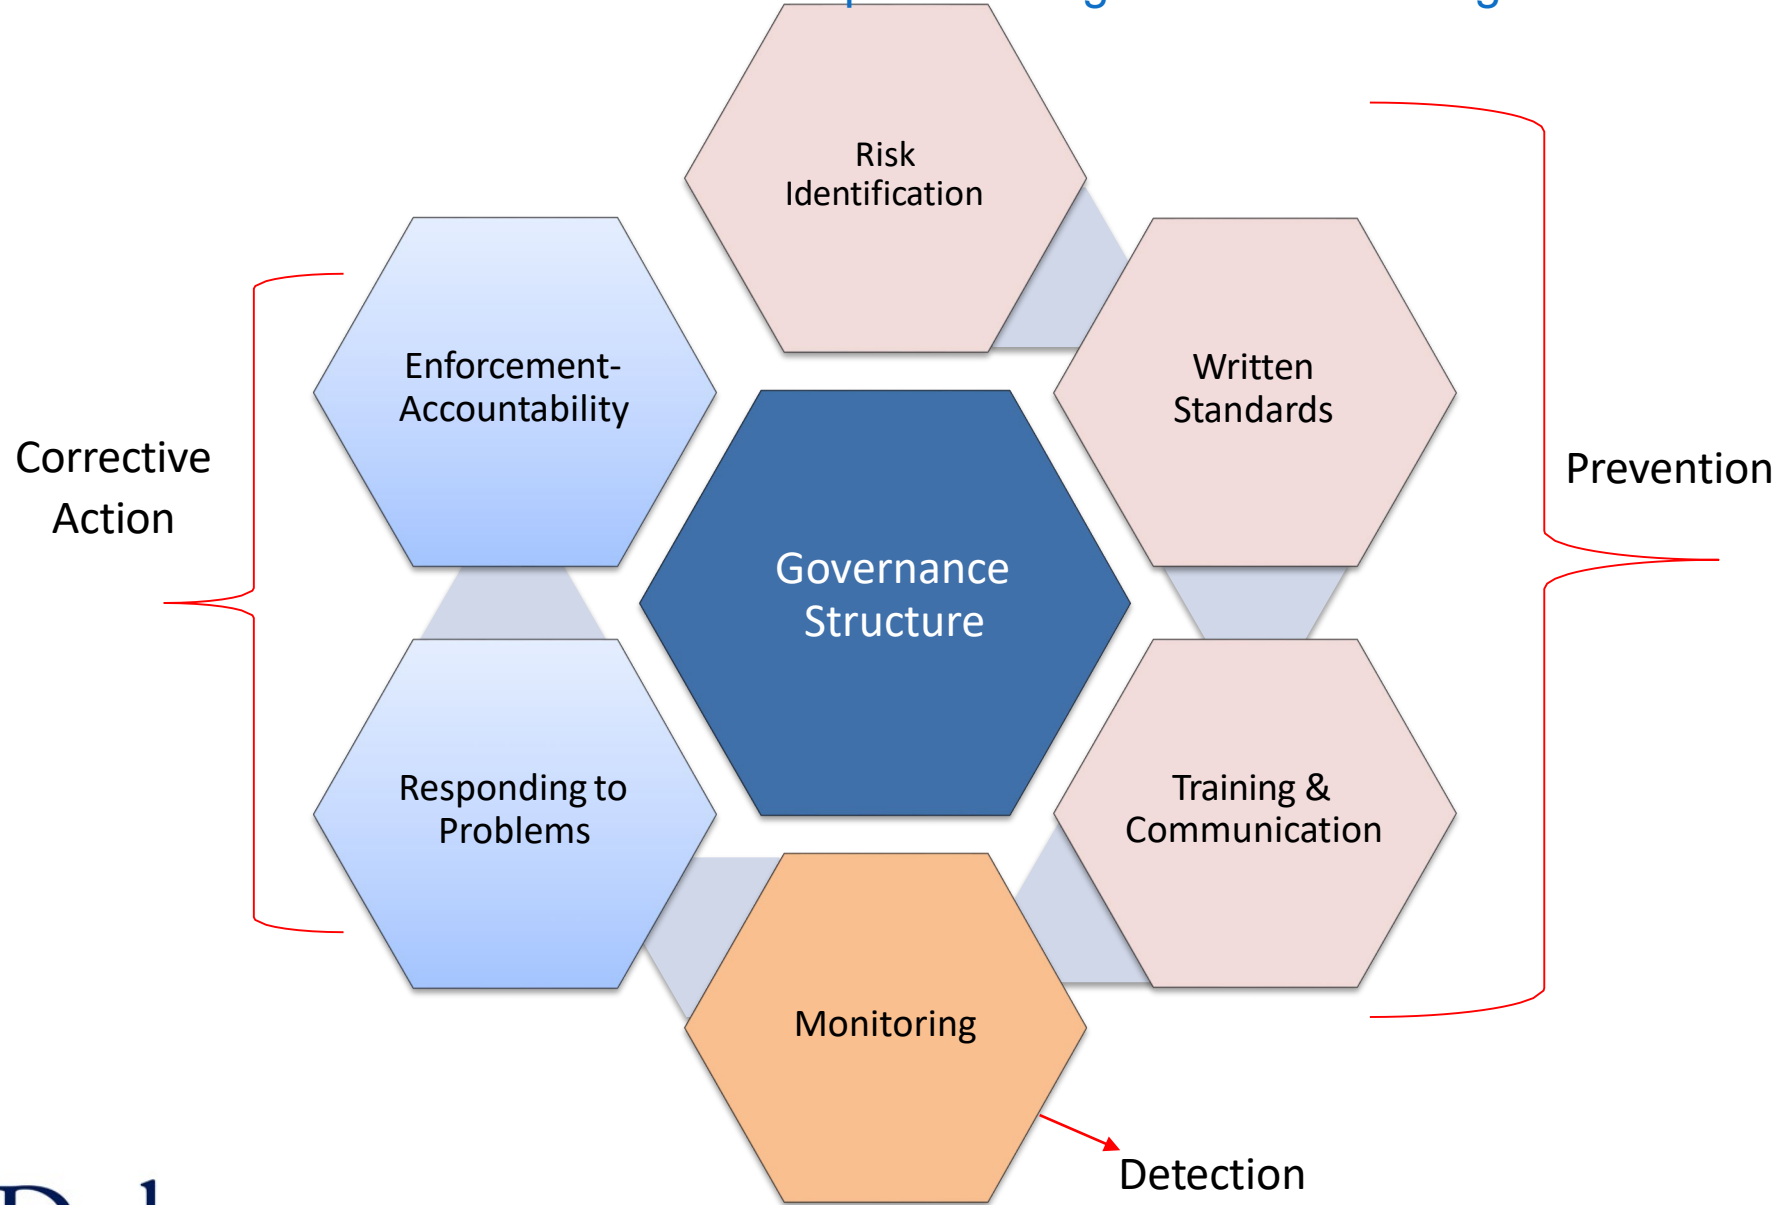 Risk
Identification
Enforcement-
Accountability
Written
Standards
Corrective
Action
Prevention
Governance
Structure
Responding to
Problems
Training &
Communication
Monitoring
Detection